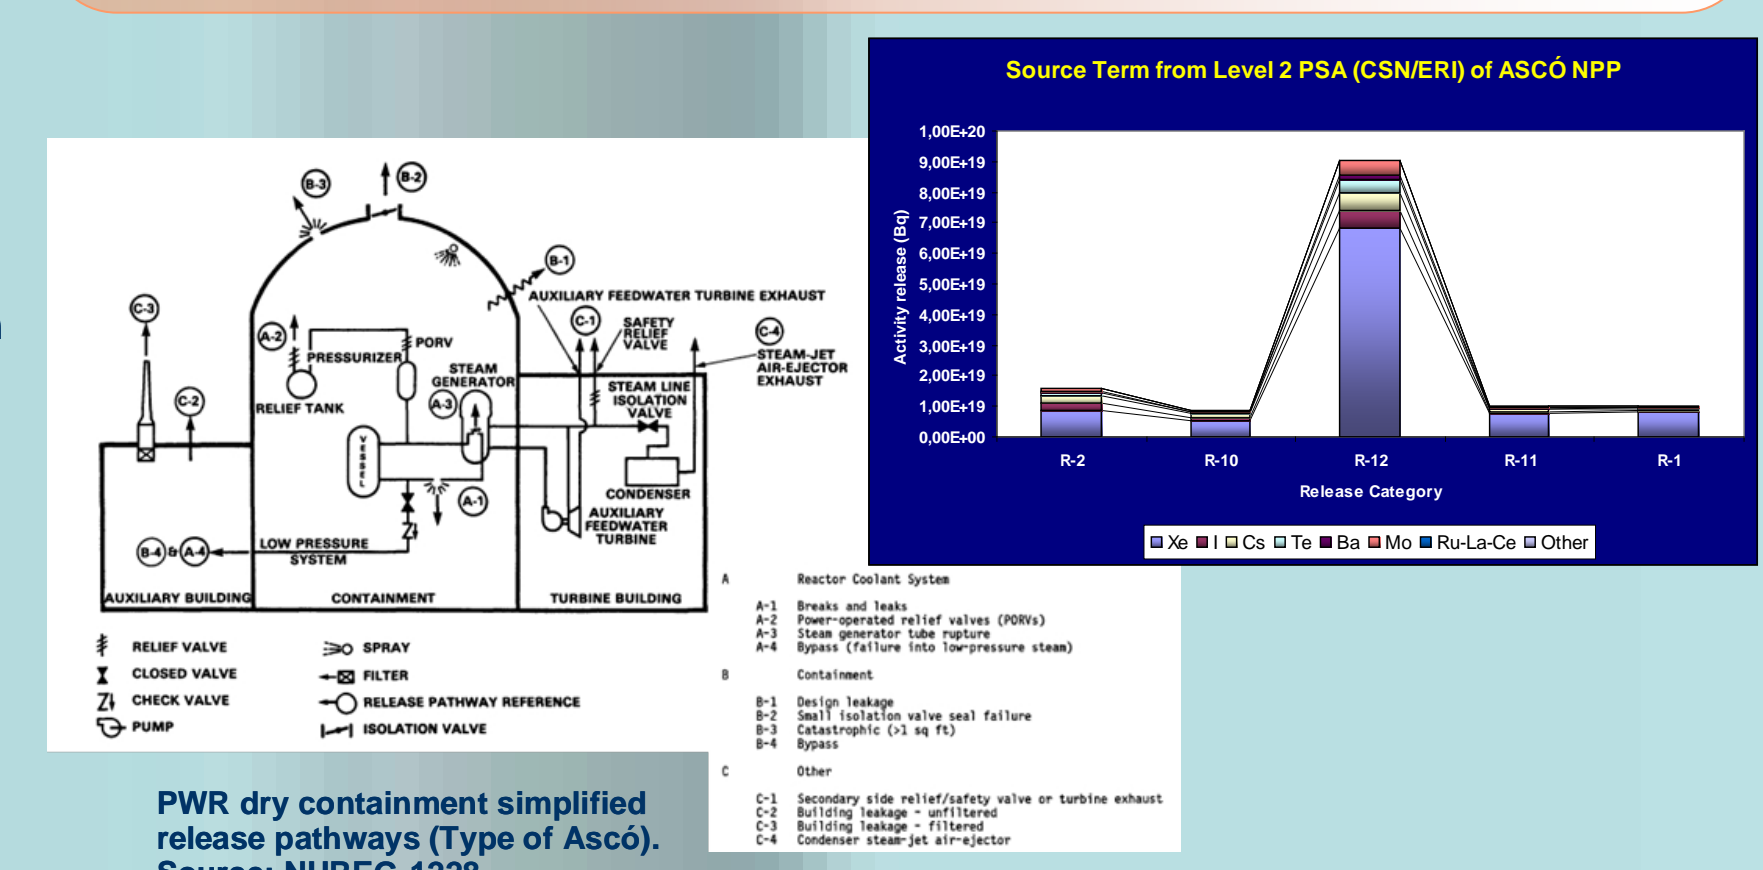 Source Term from Level 2 PSA (CSN/ERI) of ASCÓ NPP
1,00E+20
9,00E+19
8,00E+19
7,00E+19
6,00E+19
5,00E+19
4,00E+19
3,00E+19
2,00E+19
1,00E+19
0,00E+00
Activity release (Bq)
R-2 R-10 R-12 R-11 R-1
Release Category
Xe I Cs Te Ba Mo Ru-La-Ce Other
B-3
B-2
B-1
AUXILIARY FEEDWATER TURBINE EXHAUST
C-3
C-1
SAFETY
RELIEF
VALVE
C-4
STEAM-JET
AIR-EJECTOR
EXHAUST
A-2
PORV
PRESSURIZER
STEAM
GENERATOR
RELIEF TANK
A-3
STEAM LINE
ISOLATION
VALVE
C-2
VESSEL
CONDENSER
A-1
AUXILIARY
FEEDWATER
TURBINE
B-4 & A-4
LOW PRESSURE
SYSTEM
AUXILIARY BUILDING
CONTAINMENT
TURBINE BUILDING
RELIEF VALVE
SPRAY
CLOSED VALVE
FILTER
CHECK VALVE
RELEASE PATHWAY REFERENCE
PUMP
ISOLATION VALVE
A Reactor Coolant System
A-1 Breaks and leaks
A-2 Power-operated relief valves (PORVs)
A-3 Steam generator tube rupture
A-4 Bypass (failure into low-pressure steam)
B Containment
B-1 Design leakage
B-2 Small isolation valve seal failure
B-3 Catastrophic (>1 sq ft)
B-4 Bypass
C Other
C-1 Secondary side relief/safety valve or turbine exhaust
C-2 Building leakage - unfiltered
C-3 Building leakage - filtered
C-4 Condenser steam-jet air-ejector
PWR dry containment simplified
release pathways (Type of Ascó).
Source: NUREG-1228